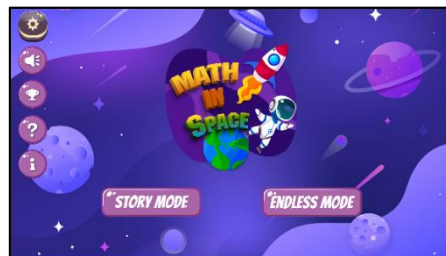 MATH
IN
SPACE
?
i
STORY MODE
ENDLESS MODE